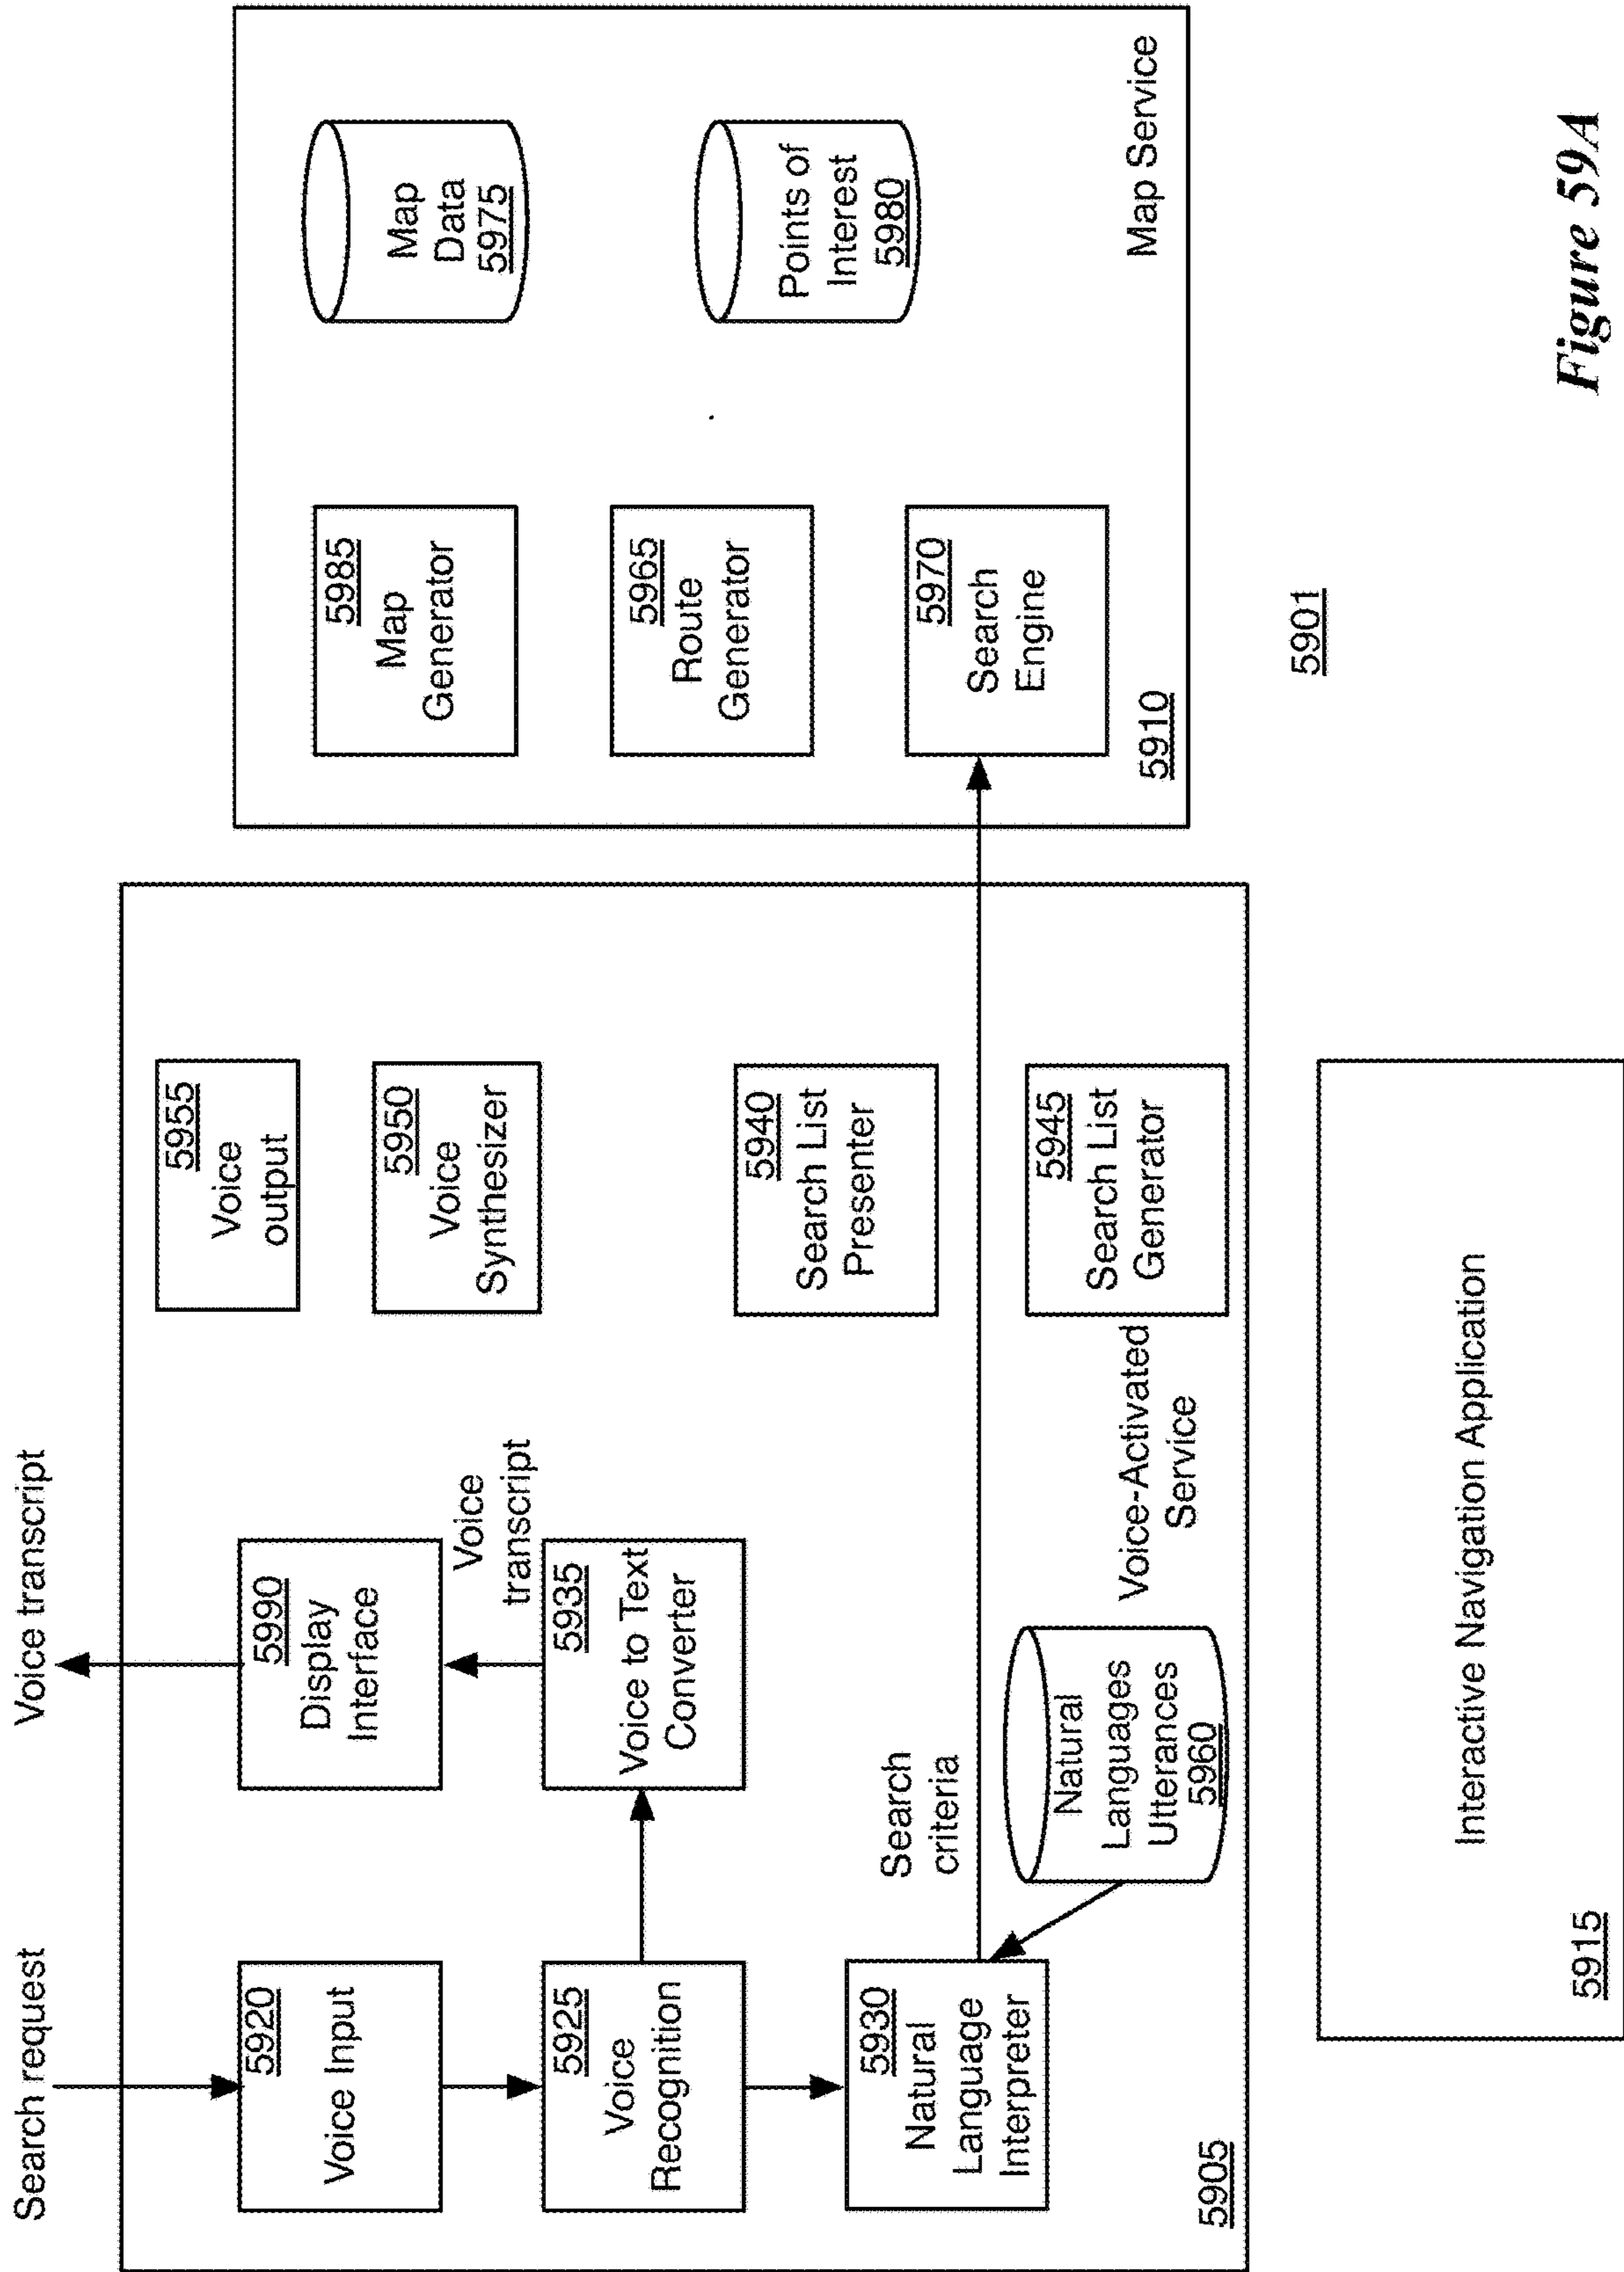 Search request
Voice transcript
5920
Voice Input
5990
Display
Interface
5955
Voice
output
Voice
transcript
5925
Voice
Recognition
5935
Voice to Text
Converter
5950
Voice
Synthesizer
5930
Natural
Language
Interpreter
Search
criteria
5940
Search List
Presenter
Natural
Languages
Utterances
5960
Voice-Activated
Service
5945
Search List
Generator
5905
5985
Map
Generator
Map
Data
5975
5965
Route
Generator
Points of
Interest
5980
5970
Search
Engine
5910
Map Service
5915
Interactive Navigation Application
5901
Figure 59A